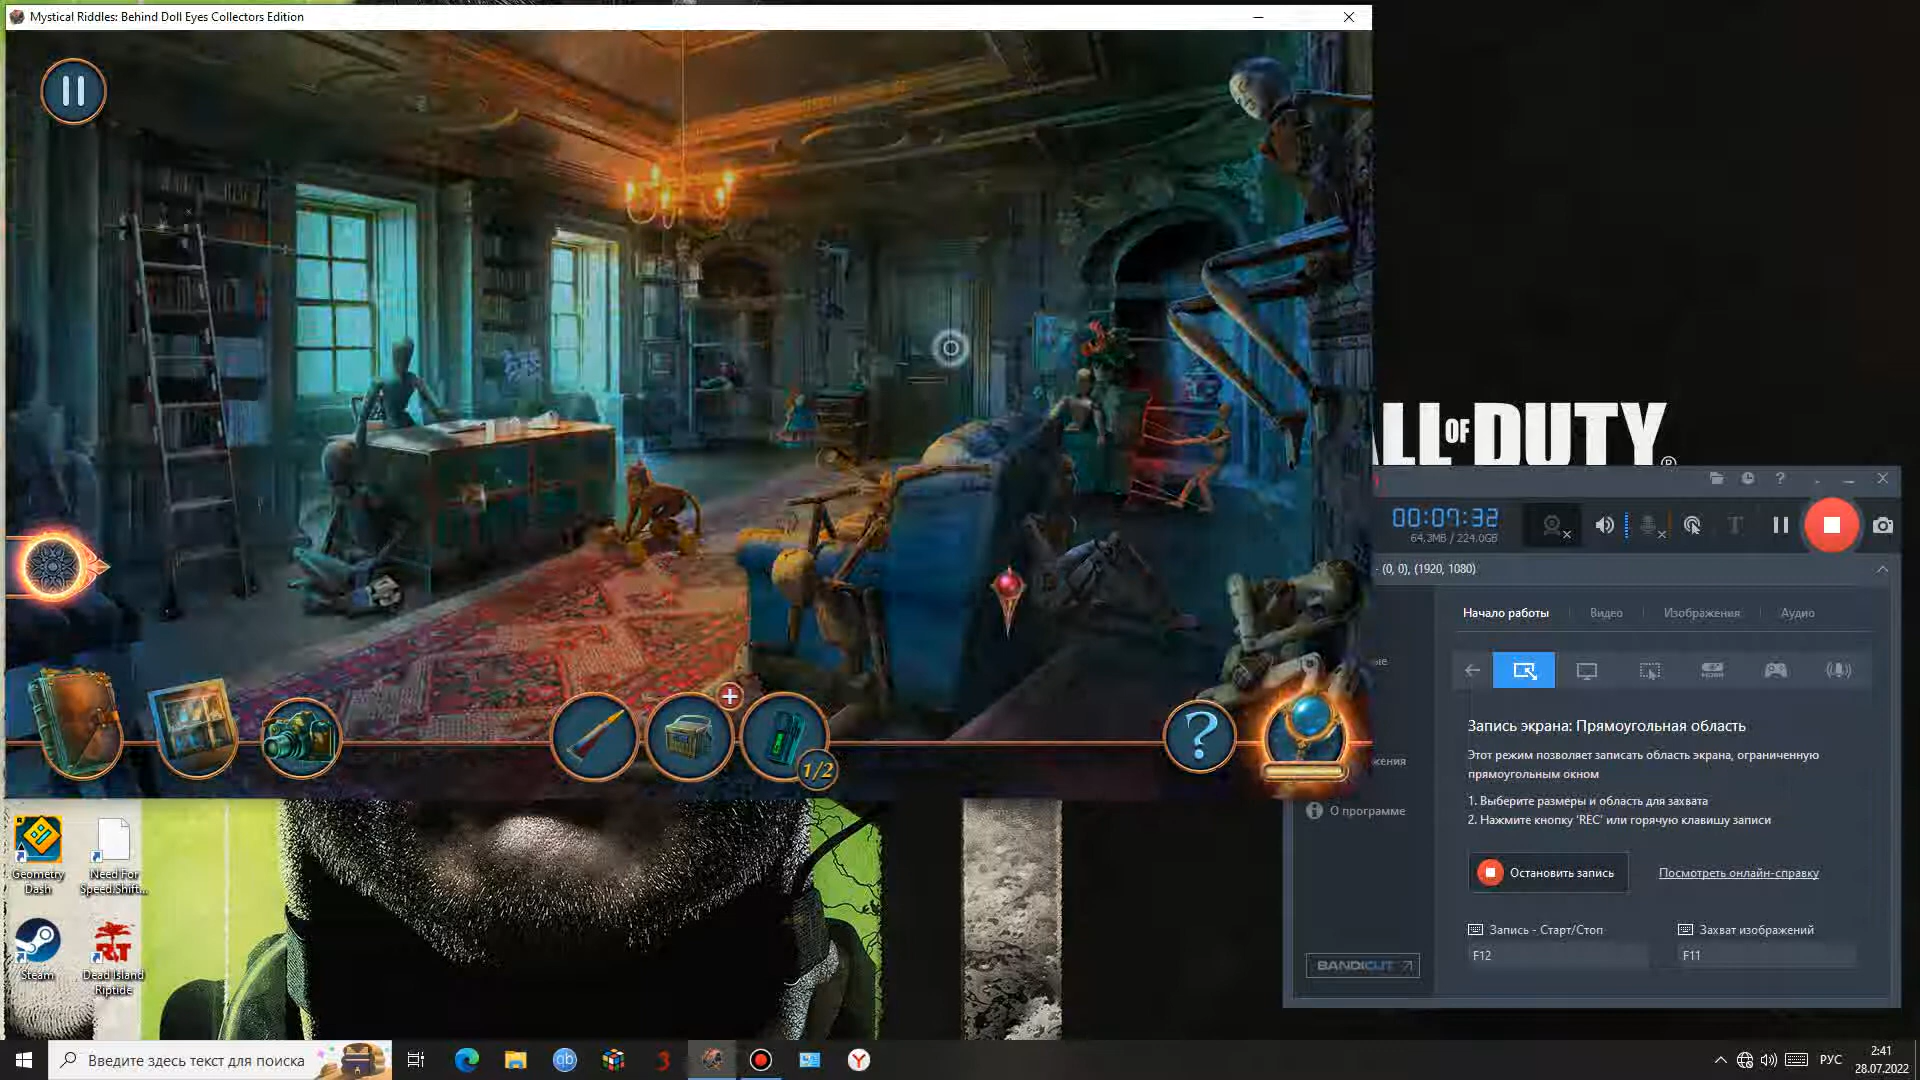 Mystical Riddles: Behind Doll Eyes Collectors Edition
1/2
ALL OF DUTY®
00:07:32
64.3MB / 224.0GB
- (0, 0), (1920, 1080)
Начало работы
Видео
Изображения
Аудио
ые
жения
О программе
Запись экрана: Прямоугольная область
Этот режим позволяет записать область экрана, ограниченную
прямоугольным окном
1. Выберите размеры и область для захвата
2. Нажмите кнопку 'REC' или горячую клавишу записи
Остановить запись
Посмотреть онлайн-справку
Запись - Старт/Стоп
F12
Захват изображений
F11
BANDICUT
Geometry
Dash
Need For
Speed.Shift...
Steam
Dead Island
Riptide
Введите здесь текст для поиска
РУС
2:41
28.07.2022